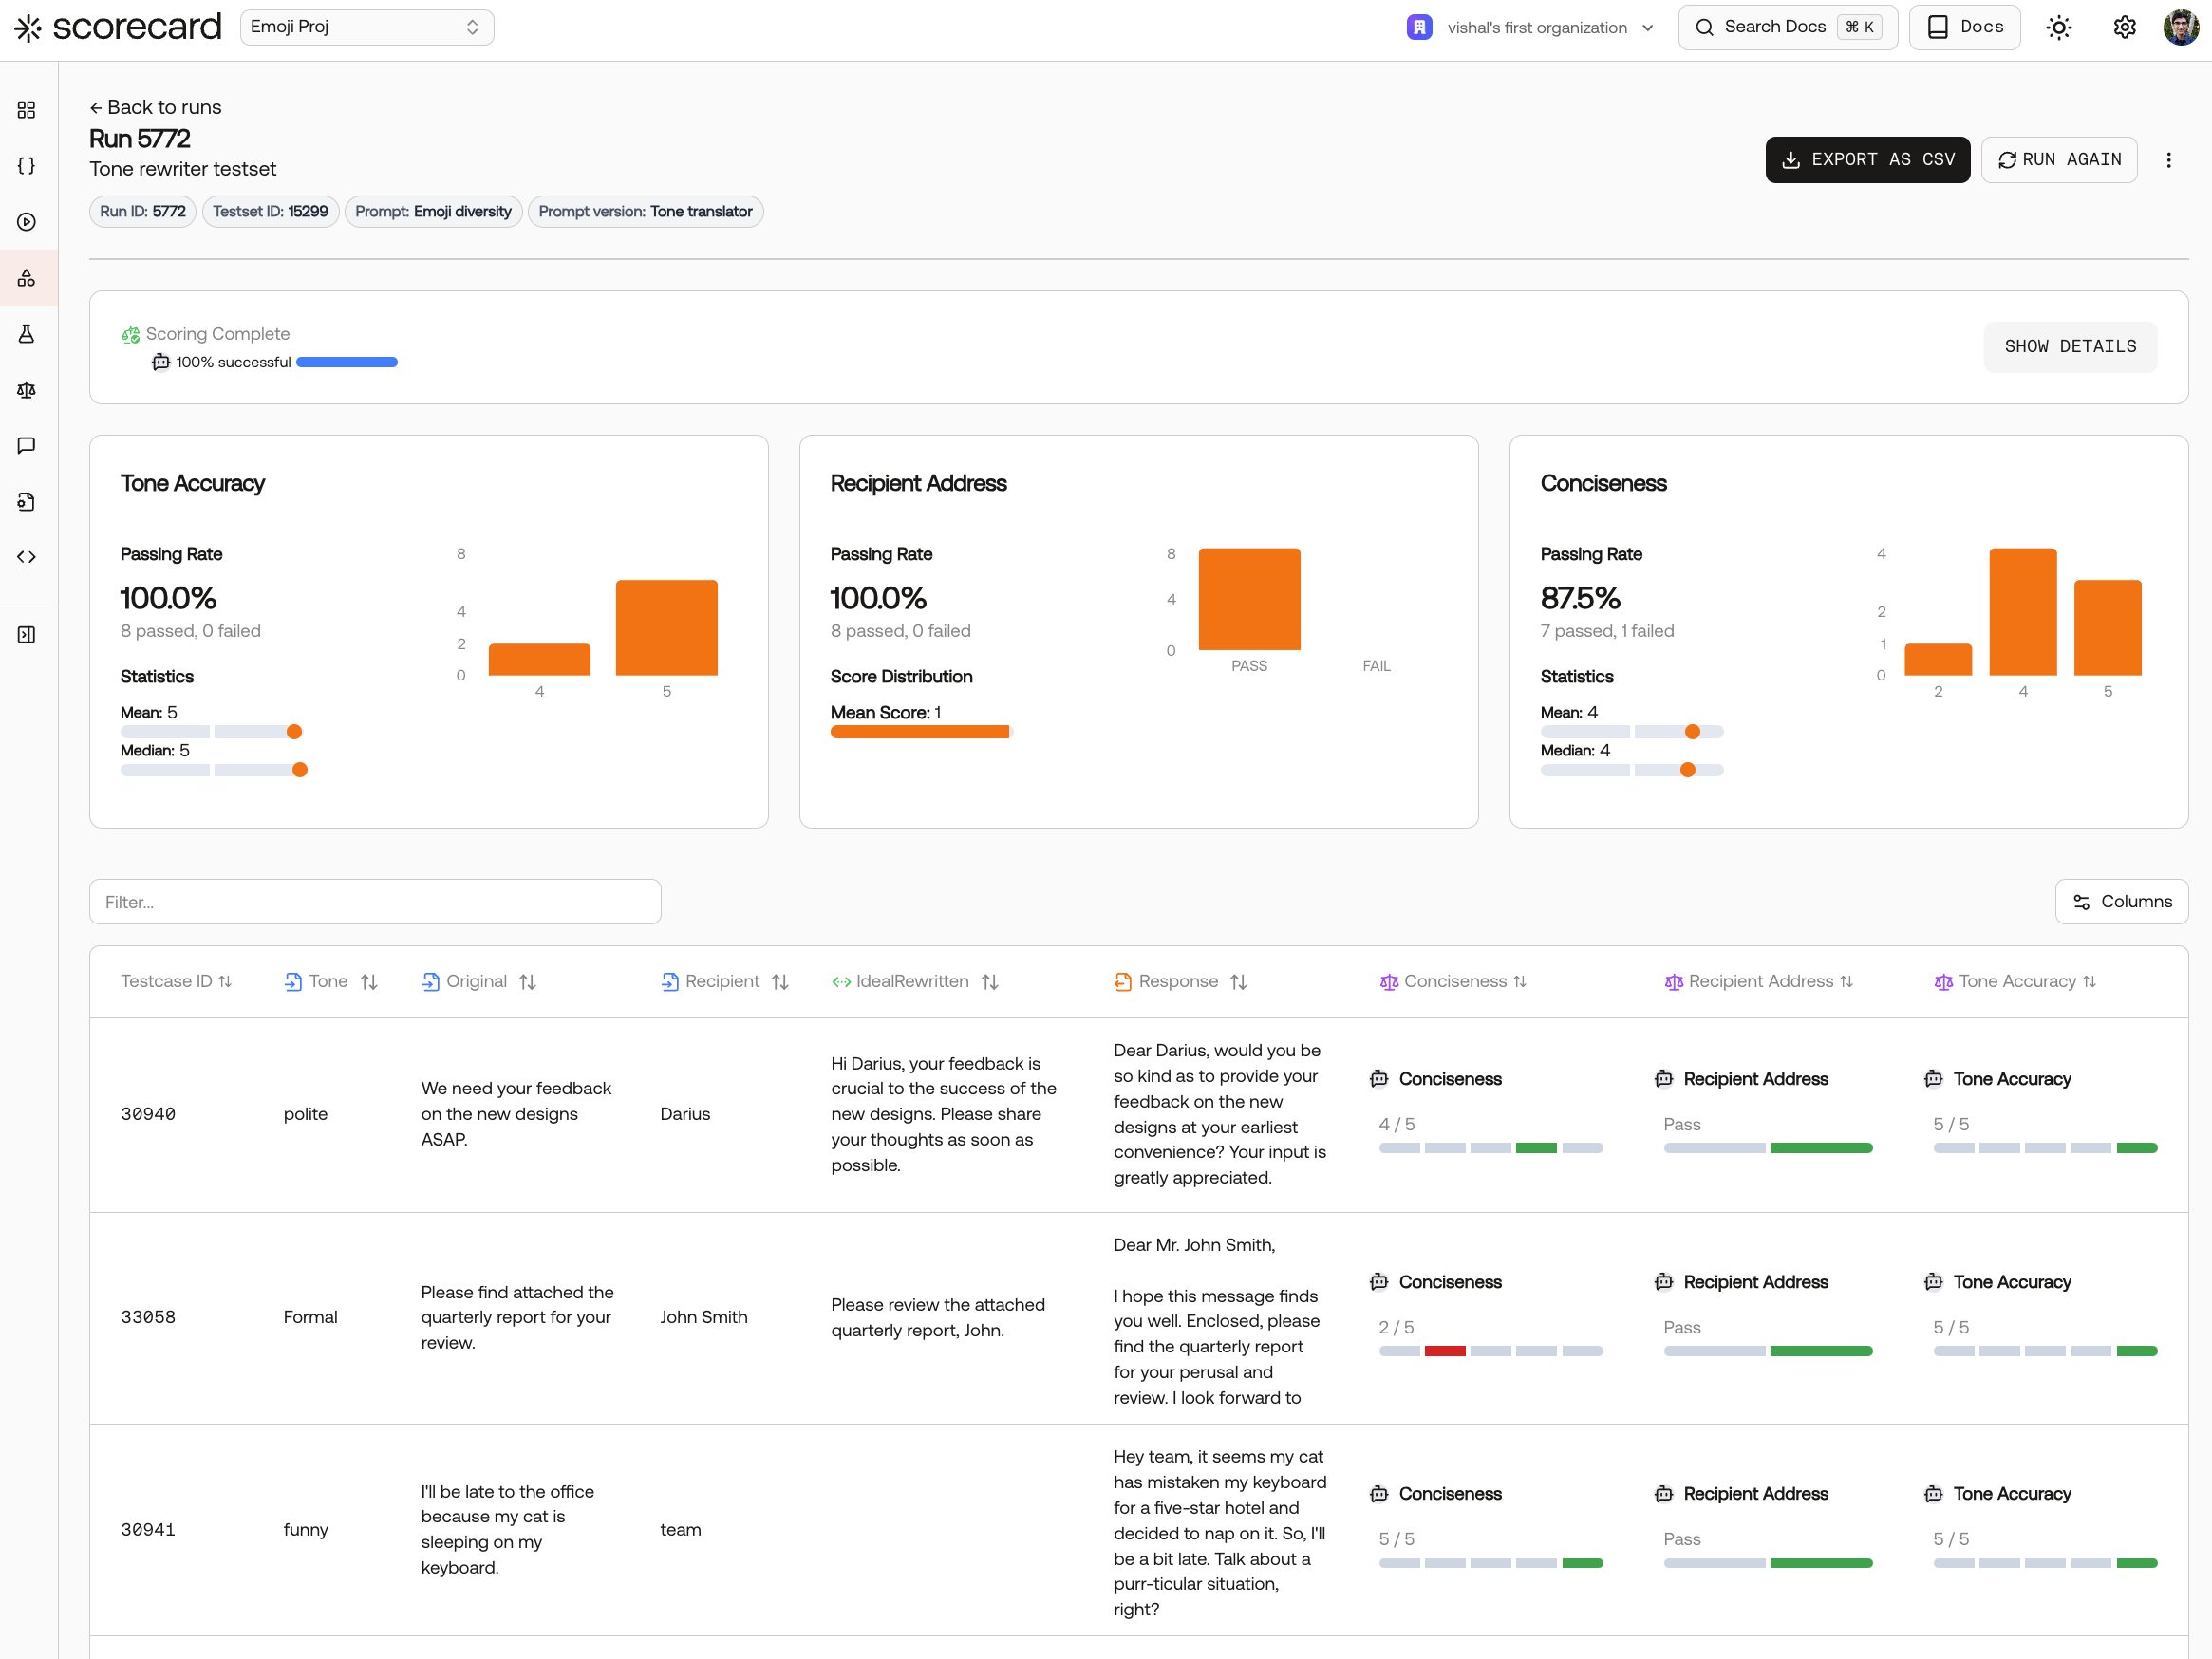 scorecard
Emoji Proj
vishal's first organization
Search Docs
⌘ K
Docs
← Back to runs
Run 5772
Tone rewriter testset
Run ID: 5772
Testset ID: 15299
Prompt: Emoji diversity
Prompt version: Tone translator
EXPORT AS CSV
RUN AGAIN
Scoring Complete
100% successful
SHOW DETAILS
Tone Accuracy
Passing Rate
100.0%
8 passed, 0 failed
Statistics
Mean: 5
Median: 5
8
4
2
0
4
5
Recipient Address
Passing Rate
100.0%
8 passed, 0 failed
Score Distribution
Mean Score: 1
8
4
0
PASS
FAIL
Conciseness
Passing Rate
87.5%
7 passed, 1 failed
Statistics
Mean: 4
Median: 4
4
2
1
0
2
4
5
Filter...
Columns
Testcase ID
Tone
Original
Recipient
IdealRewritten
Response
Conciseness
Recipient Address
Tone Accuracy
30940
polite
We need your feedback
on the new designs
ASAP.
Darius
Hi Darius, your feedback is
crucial to the success of the
new designs. Please share
your thoughts as soon as
possible.
Dear Darius, would you be
so kind as to provide your
feedback on the new
designs at your earliest
convenience? Your input is
greatly appreciated.
Conciseness
4 / 5
Recipient Address
Pass
Tone Accuracy
5 / 5
33058
Formal
Please find attached the
quarterly report for your
review.
John Smith
Please review the attached
quarterly report, John.
Dear Mr. John Smith,
I hope this message finds
you well. Enclosed, please
find the quarterly report
for your perusal and
review. I look forward to
Conciseness
2 / 5
Recipient Address
Pass
Tone Accuracy
5 / 5
30941
funny
I'll be late to the office
because my cat is
sleeping on my
keyboard.
team
Hey team, it seems my cat
has mistaken my keyboard
for a five-star hotel and
decided to nap on it. So, I'll
be a bit late. Talk about a
purr-ticular situation,
right?
Conciseness
5 / 5
Recipient Address
Pass
Tone Accuracy
5 / 5